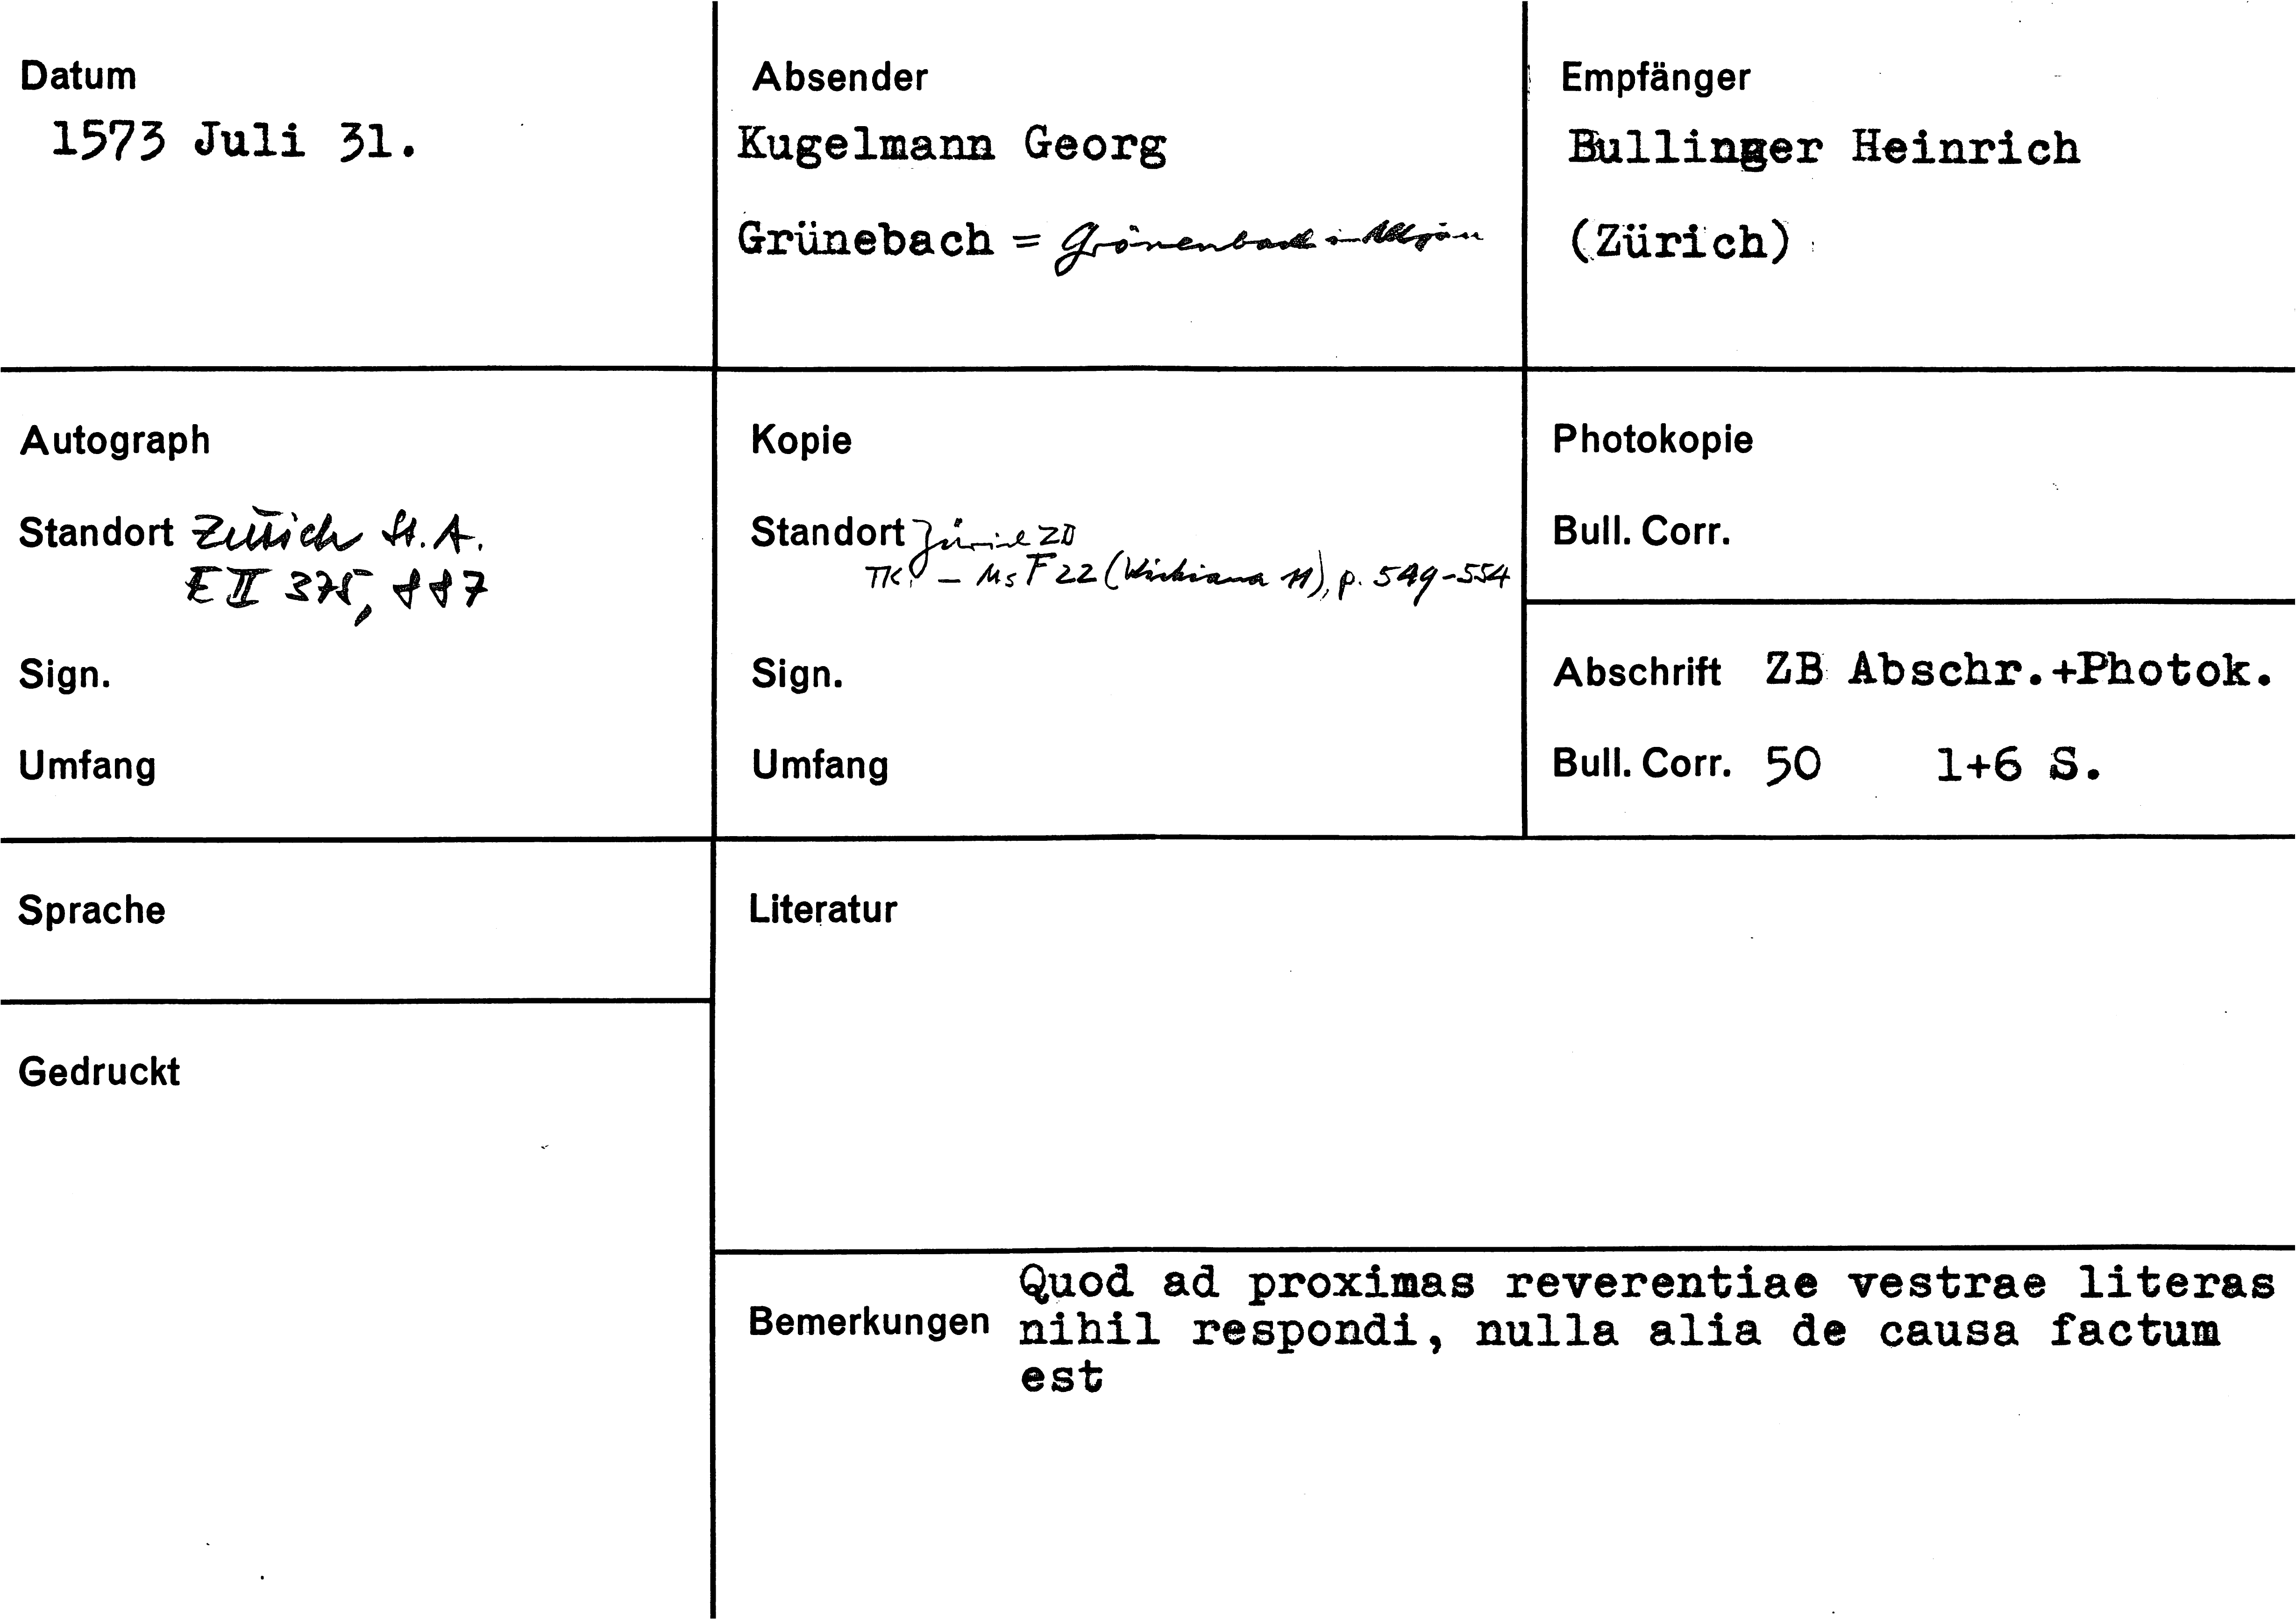 Datum
1573 Juli 31.
Absender
Kugelmann Georg
Grünebach = Grönenbach im Allgäu
Empfänger
Bullinger Heinrich
(Zürich)
Autograph
Standort Zürich St. A.
E II 375, 887
Sign.
Umfang
Kopie
Standort Zürich ZB
TK: - Ms F 22 (Wickiana 11), p. 549-554
Sign.
Umfang
Photokopie
Bull. Corr.
Abschrift ZB Abschr.+Photok.
Bull. Corr. 50 1+6 S.
Sprache
Literatur
Gedruckt
Bemerkungen
Quod ad proximas reverentiae vestrae literas
nihil respondi, nulla alia de causa factum
est